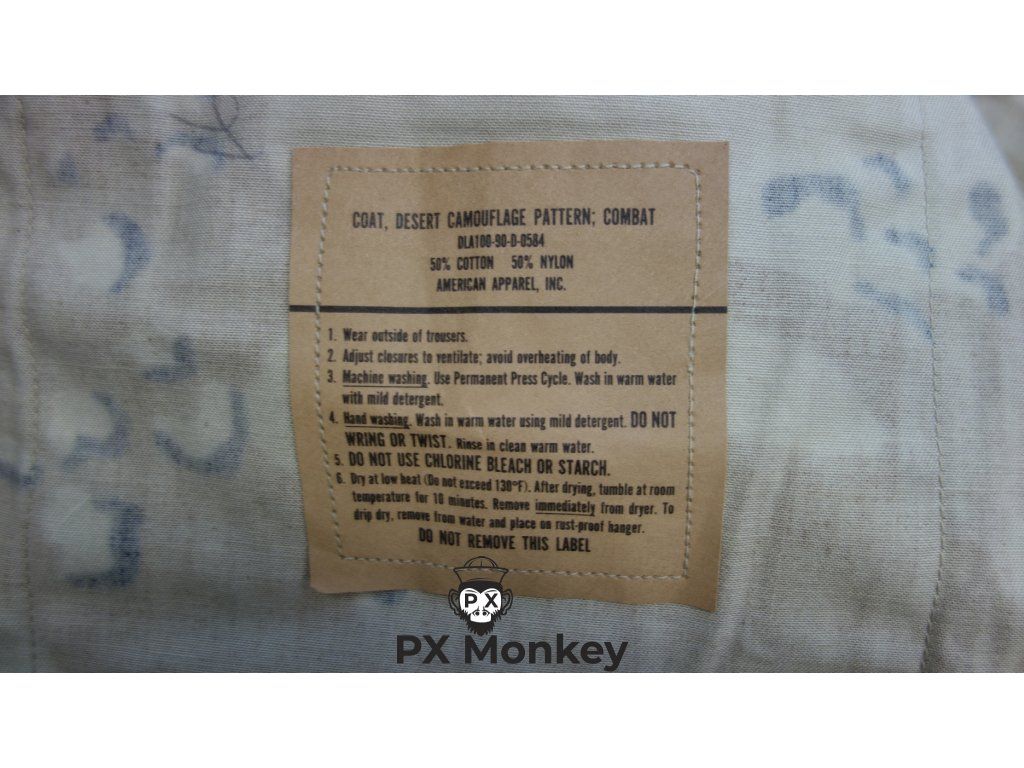 COAT, DESERT CAMOUFLAGE PATTERN; COMBAT
DLA100-90-D-0584
50% COTTON 50% NYLON
AMERICAN APPAREL, INC.
1. Wear outside of trousers.
2. Adjust closures to ventilate; avoid overheating of body.
3. Machine washing. Use Permanent Press Cycle. Wash in warm water
with mild detergent.
4. Hand washing. Wash in warm water using mild detergent. DO NOT
WRING OR TWIST. Rinse in clean warm water.
5. DO NOT USE CHLORINE BLEACH OR STARCH.
6. Dry at low heat (Do not exceed 130°F). After drying, tumble at room
temperature for 10 minutes. Remove immediately from dryer. To
drip dry, remove from water and place on rust-proof hanger.
DO NOT REMOVE THIS LABEL
PX
PX Monkey